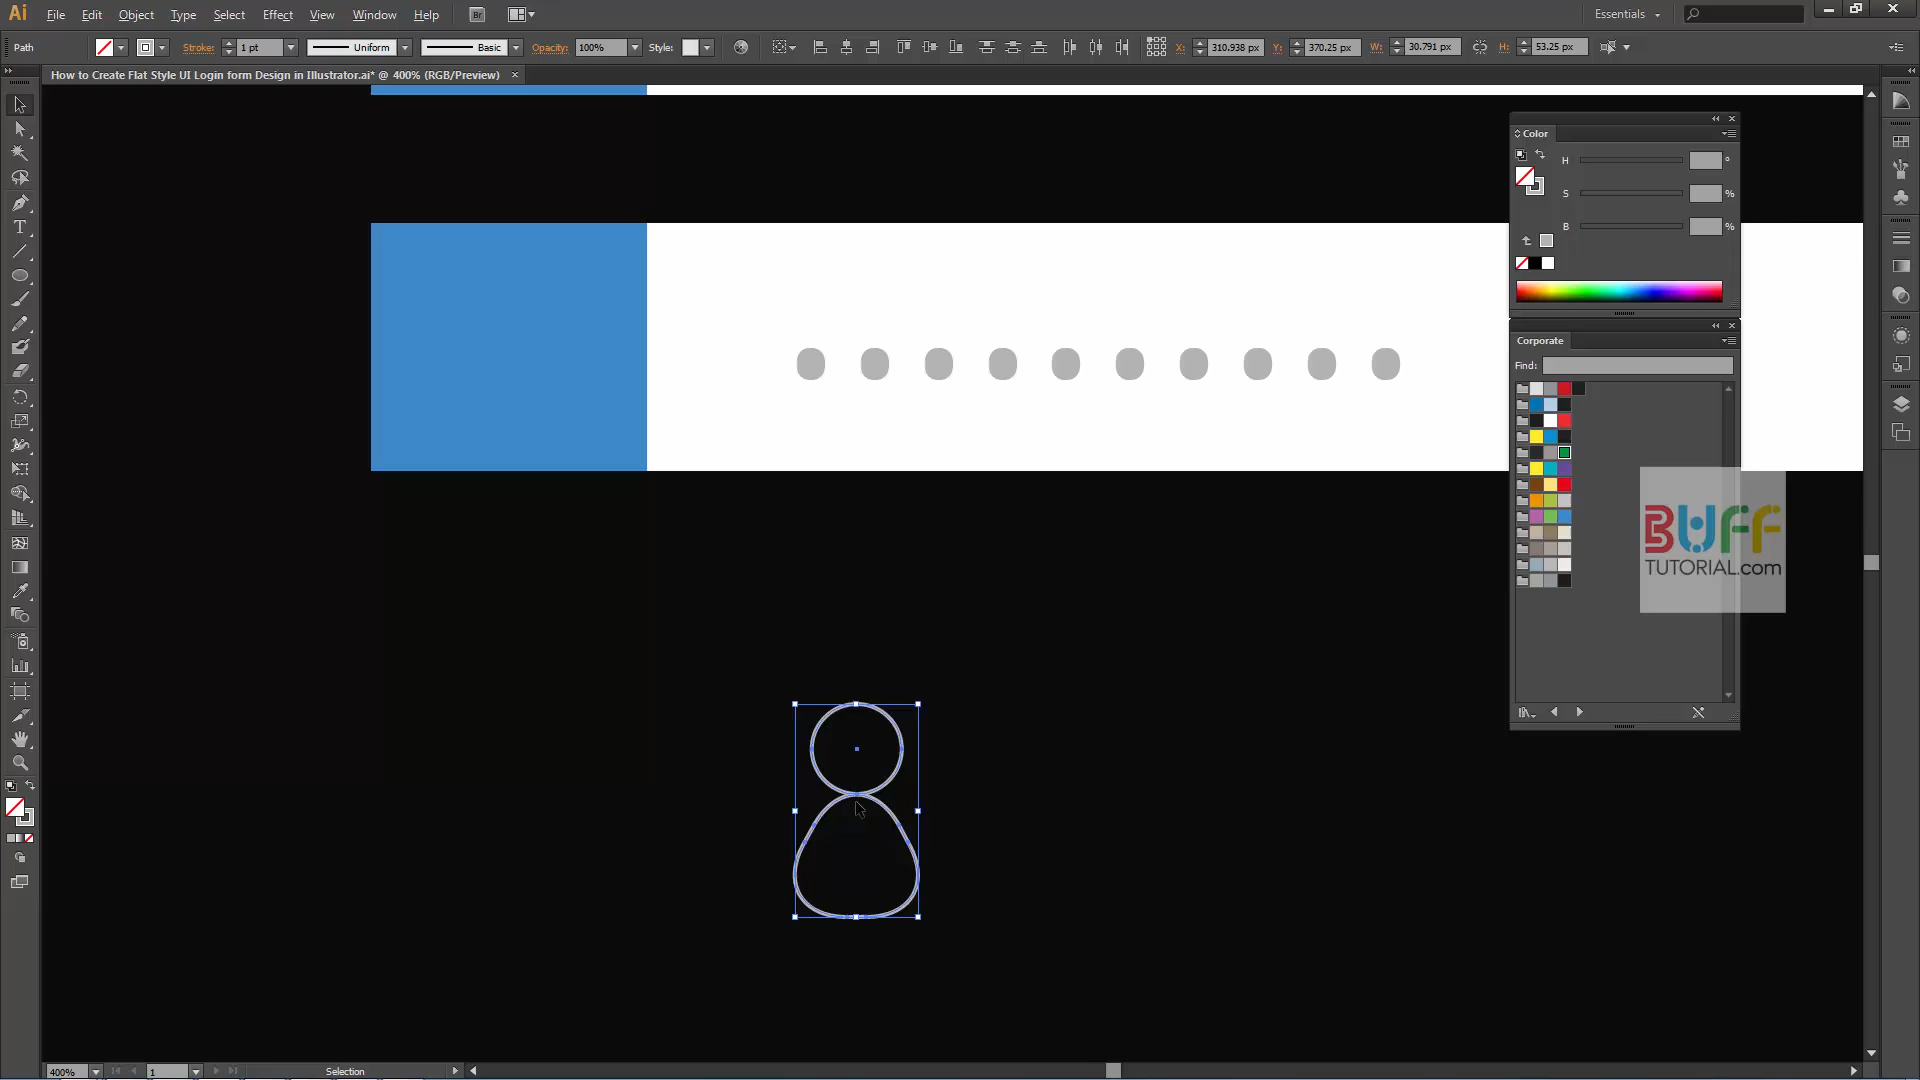 Ai File Edit Object Type Select Effect View Window Help Br Essentials
Path Stroke: 1 pt Uniform Basic Opacity: 100% Style: X: 310.938 px Y: 370.25 px W: 30.791 px H: 53.25 px
How to Create Flat Style UI Login form Design in Illustrator.ai* @ 400% (RGB/Preview)
Color
H °
S %
B %
Corporate
Find:
BUFF
TUTORIAL.com
T
400% 1 Selection